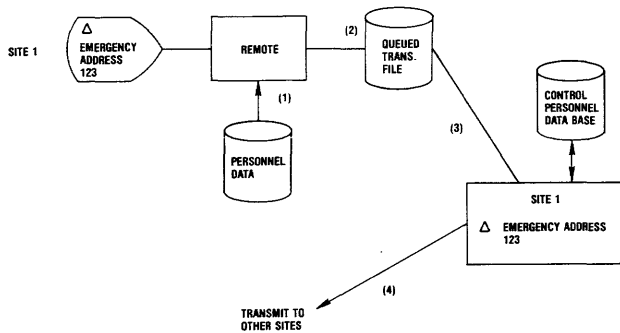 SITE 1
Δ
EMERGENCY
ADDRESS
123
REMOTE
(2)
QUEUED
TRANS.
FILE
(1)
PERSONNEL
DATA
(3)
CONTROL
PERSONNEL
DATA BASE
SITE 1
Δ EMERGENCY ADDRESS
123
(4)
TRANSMIT TO
OTHER SITES